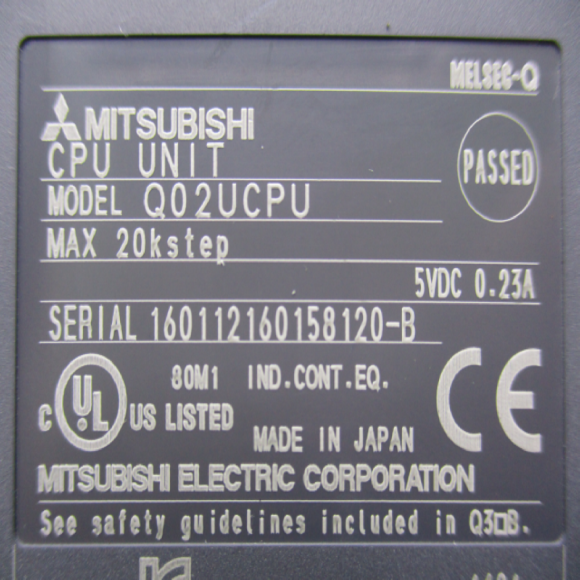 MELSEC-Q
MITSUBISHI
CPU UNIT
PASSED
MODEL Q02UCPU
MAX 20kstep
5VDC 0.23A
SERIAL 160112160158120-B
80M1 IND.CONT.EQ.
C UL US LISTED
CE
MADE IN JAPAN
MITSUBISHI ELECTRIC CORPORATION
See safety guidelines included in Q3□B.